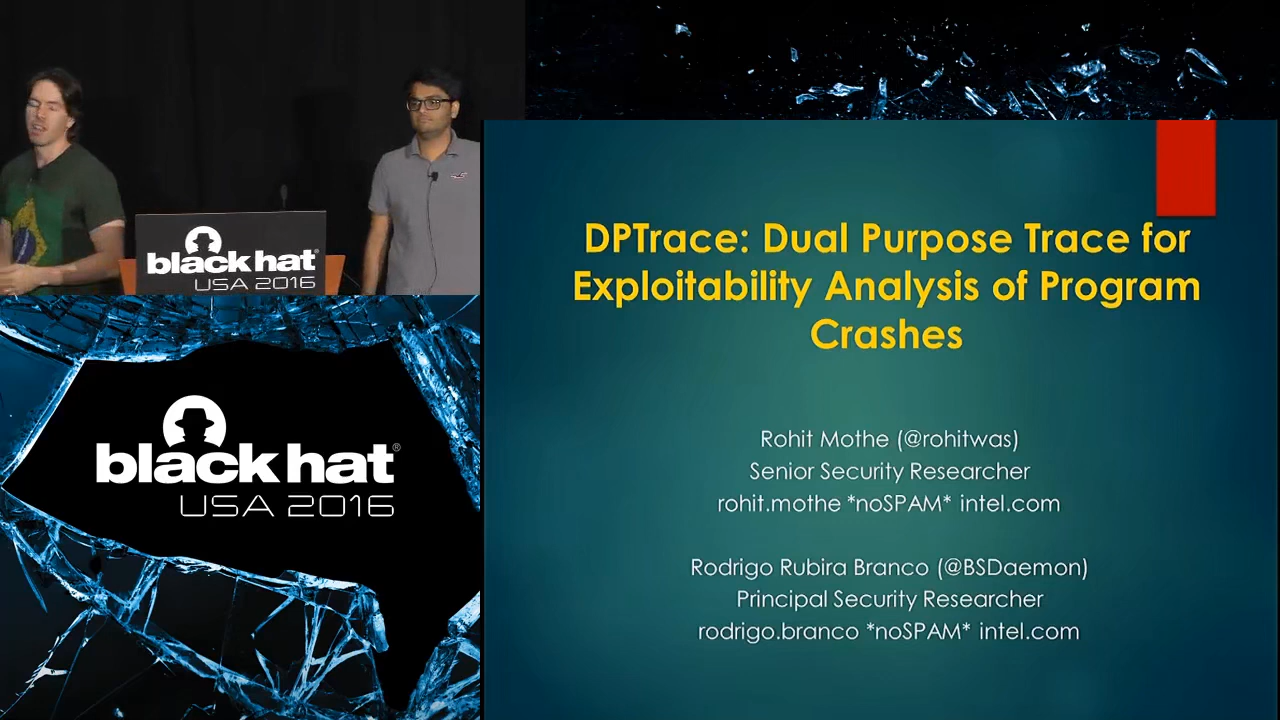 black hat®
USA 2016
black hat®
USA 2016
DPTrace: Dual Purpose Trace for
Exploitability Analysis of Program
Crashes
Rohit Mothe (@rohitwas)
Senior Security Researcher
rohit.mothe *noSPAM* intel.com
Rodrigo Rubira Branco (@BSDaemon)
Principal Security Researcher
rodrigo.branco *noSPAM* intel.com